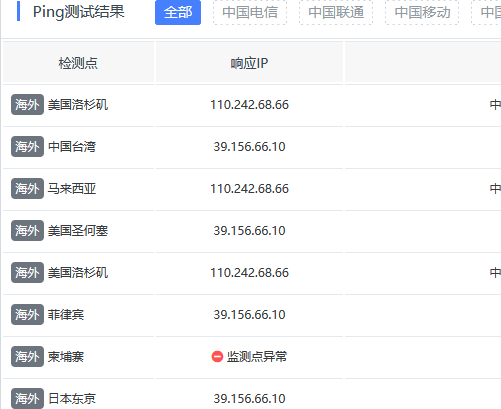 Ping测试结果 全部 中国电信 中国联通 中国移动 中国
检测点 响应IP
海外 美国洛杉矶 110.242.68.66 中
海外 中国台湾 39.156.66.10
海外 马来西亚 110.242.68.66 中
海外 美国圣何塞 39.156.66.10
海外 美国洛杉矶 110.242.68.66 中
海外 菲律宾 39.156.66.10
海外 柬埔寨 监测点异常
海外 日本东京 39.156.66.10